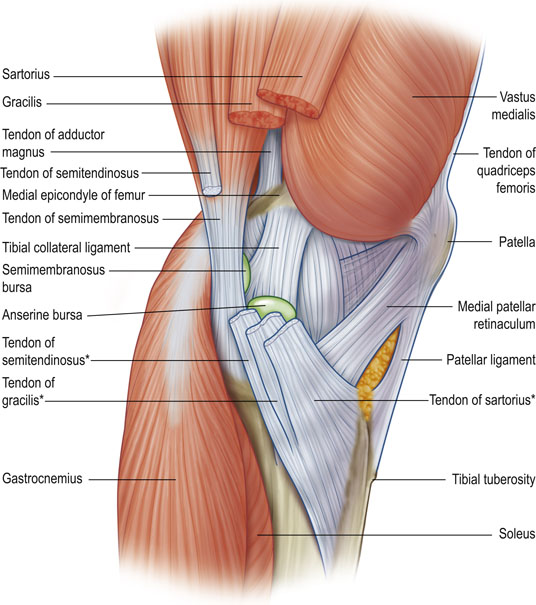 Sartorius
Gracilis
Tendon of adductor
magnus
Tendon of semitendinosus
Medial epicondyle of femur
Tendon of semimembranosus
Tibial collateral ligament
Semimembranosus
bursa
Anserine bursa
Tendon of
semitendinosus*
Tendon of
gracilis*
Gastrocnemius
Vastus
medialis
Tendon of
quadriceps
femoris
Patella
Medial patellar
retinaculum
Patellar ligament
Tendon of sartorius*
Tibial tuberosity
Soleus